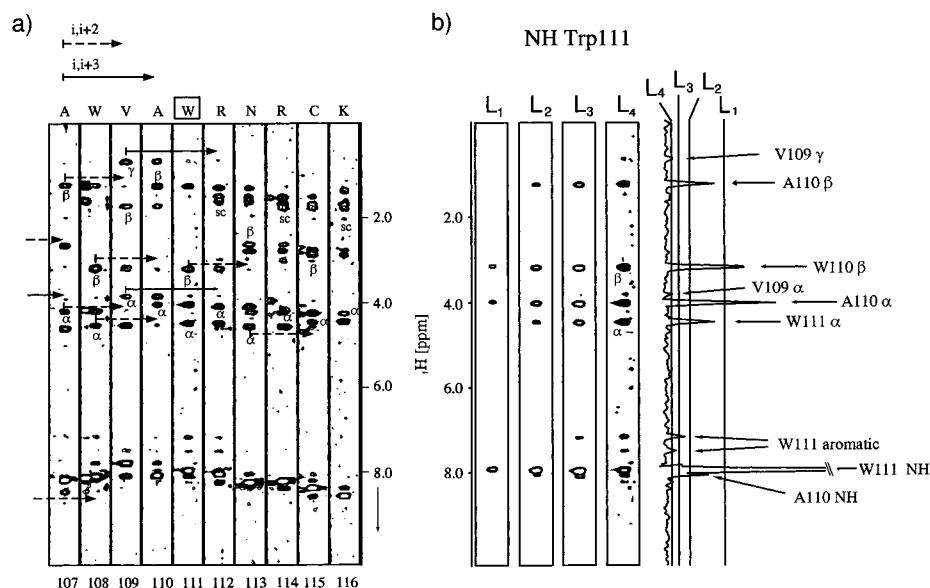 a)
i,i+2
i,i+3
A W V A W R N R C K
γ
β
β
β
β
β
β
β
sc
sc
sc
α
α
α
α
α
α
α
α
α
2.0
4.0
6.0
8.0
107 108 109 110 111 112 113 114 115 116
b)
NH Trp111
L1 L2 L3 L4
L4 L3 L2 L1
2.0
4.0
6.0
8.0
1H [ppm]
β
α
V109 γ
A110 β
W110 β
V109 α
A110 α
W111 α
W111 aromatic
W111 NH
A110 NH